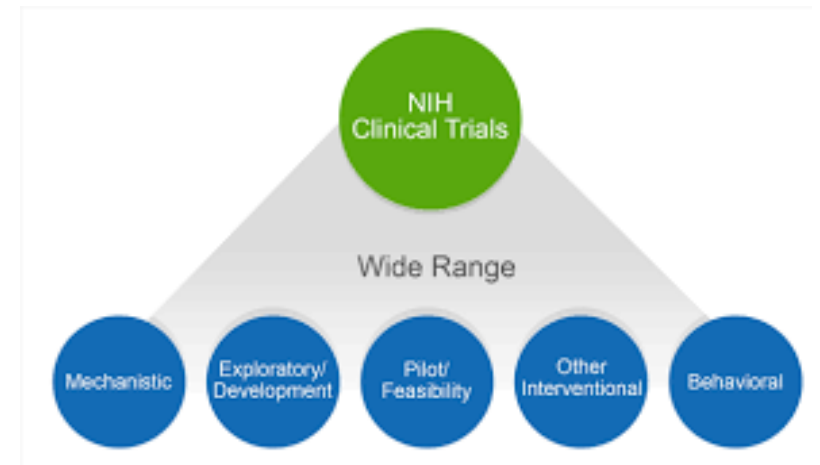 NIH
Clinical Trials
Wide Range
Mechanistic
Exploratory/
Development
Pilot/
Feasibility
Other
Interventional
Behavioral